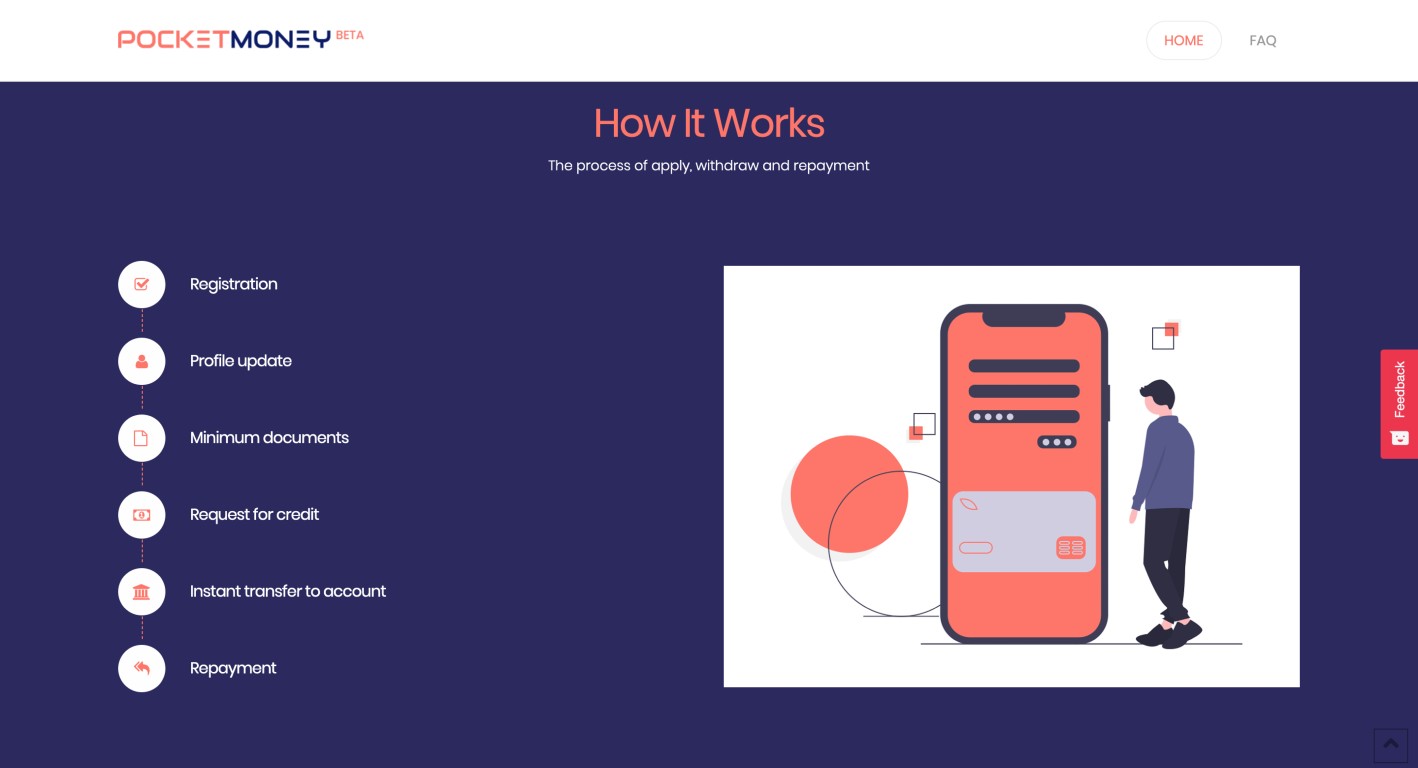 POCKETMONEY BETA
HOME
FAQ
How It Works
The process of apply, withdraw and repayment
Registration
Profile update
Minimum documents
Request for credit
Instant transfer to account
Repayment
Feedback